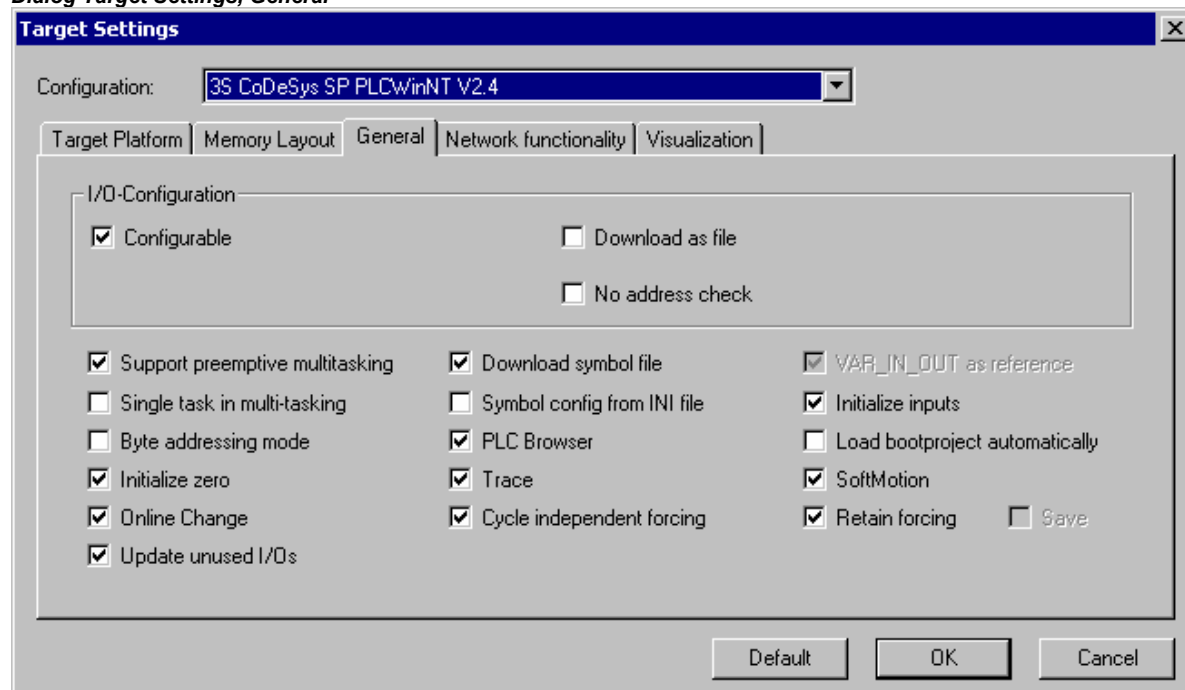 Dialog Target Settings, General
Target Settings
Configuration: 3S CoDeSys SP PLCWinNT V2.4
Target Platform Memory Layout General Network functionality Visualization
I/O-Configuration
Configurable Download as file
No address check
Support preemptive multitasking Download symbol file VAR_IN_OUT as reference
Single task in multi-tasking Symbol config from INI file Initialize inputs
Byte addressing mode PLC Browser Load bootproject automatically
Initialize zero Trace SoftMotion
Online Change Cycle independent forcing Retain forcing Save
Update unused I/Os
Default OK Cancel